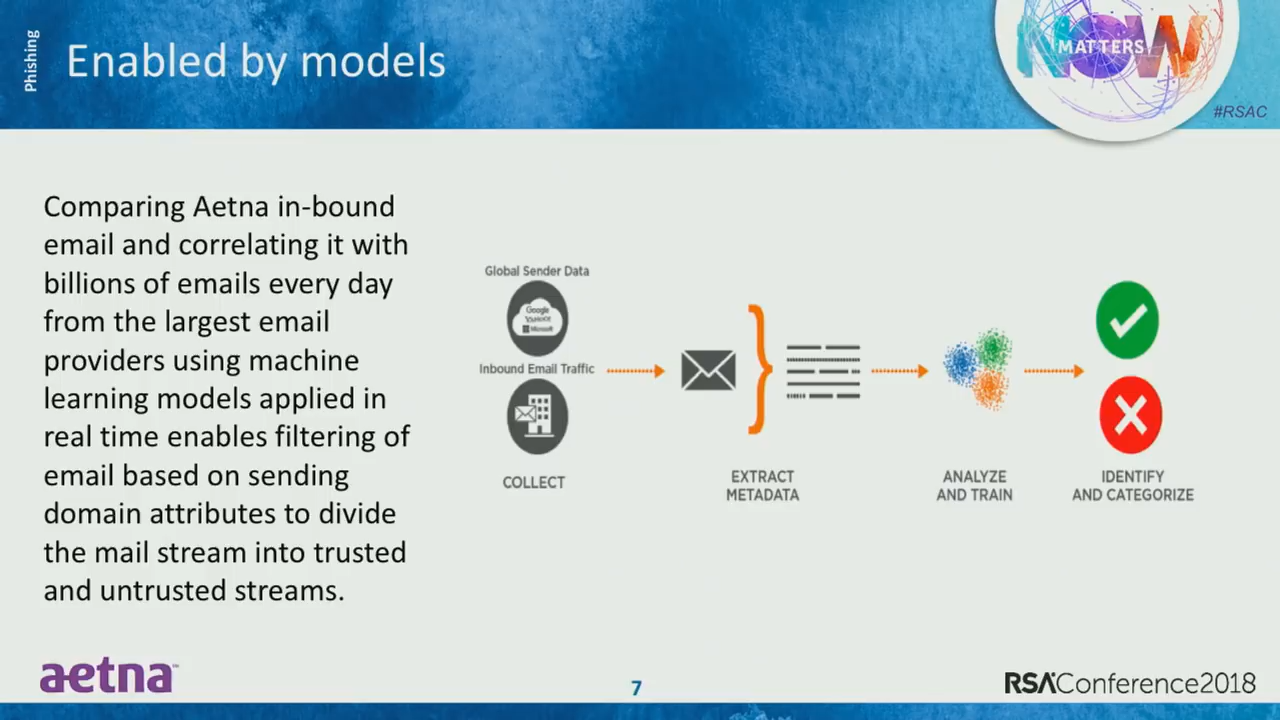 Phishing
Enabled by models
NOW
MATTERS
#RSAC
Comparing Aetna in-bound
email and correlating it with
billions of emails every day
from the largest email
providers using machine
learning models applied in
real time enables filtering of
email based on sending
domain attributes to divide
the mail stream into trusted
and untrusted streams.
Global Sender Data
Google
YAHOO!
Microsoft
Inbound Email Traffic
COLLECT
EXTRACT
METADATA
ANALYZE
AND TRAIN
IDENTIFY
AND CATEGORIZE
aetna℠
7
RSAConference2018